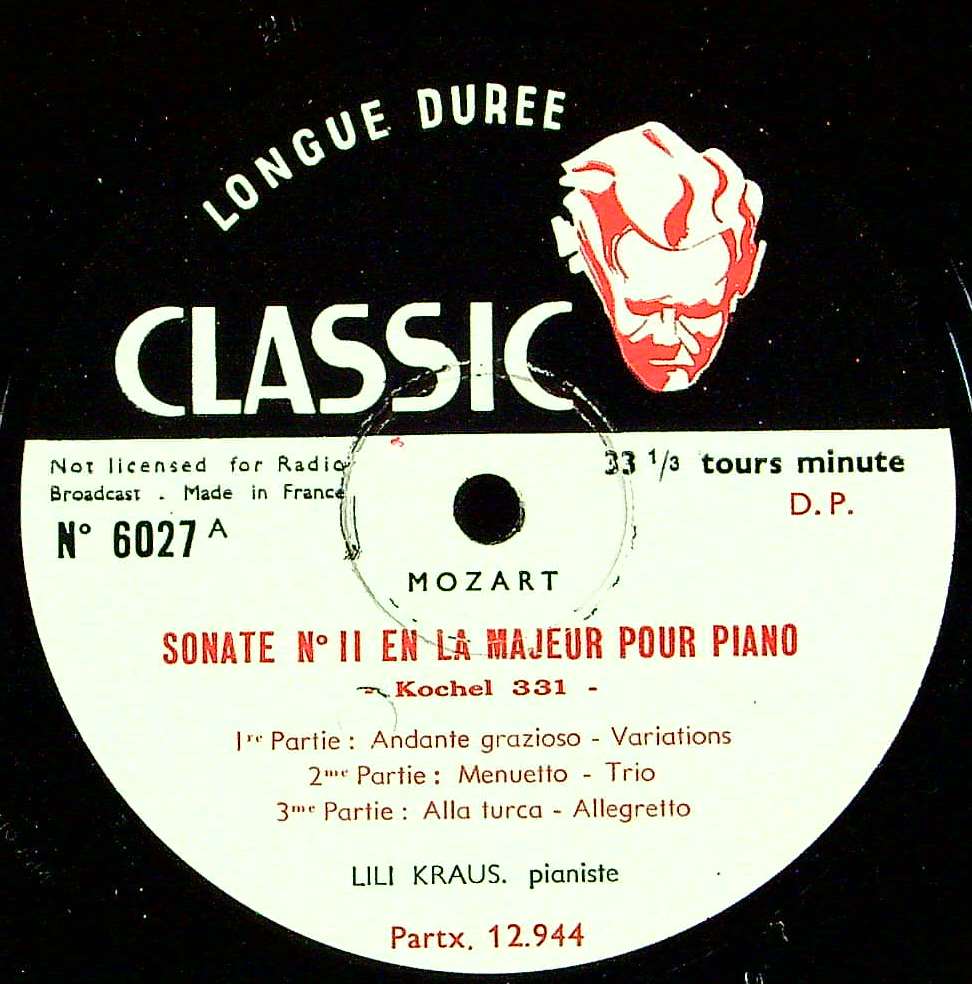 LONGUE DUREE
CLASSIC
Not licensed for Radio
Broadcast . Made in France
N° 6027 A
33 1/3 tours minute
D. P.
MOZART
SONATE N° II EN LA MAJEUR POUR PIANO
- Kochel 331 -
1re Partie : Andante grazioso - Variations
2me Partie : Menuetto - Trio
3me Partie : Alla turca - Allegretto
LILI KRAUS. pianiste
Partx. 12.944